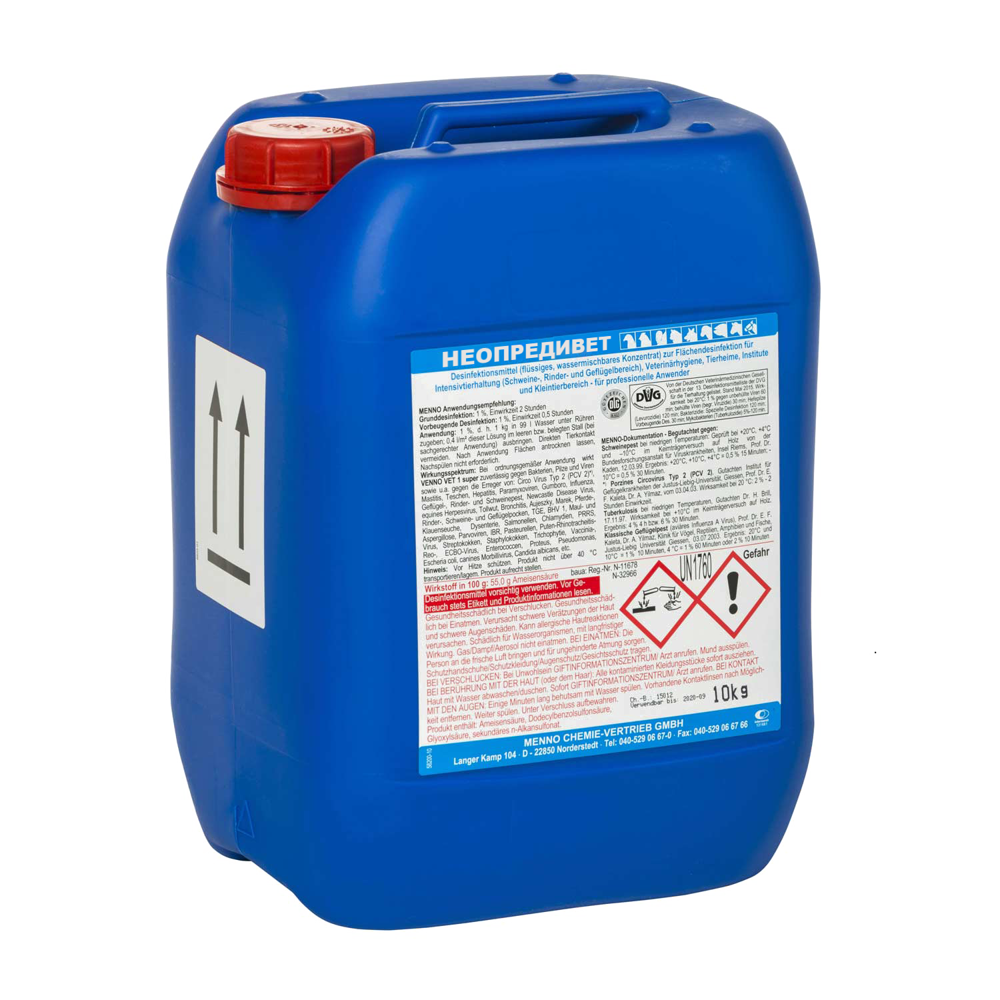 НЕОПРЕДИВЕТ
Desinfektionsmittel (flüssiges, wassermischbares Konzentrat) zur Flächendesinfektion für
Intensivtierhaltung (Schweine-, Rinder- und Geflügelbereich), Veterinärhygiene, Tierheime, Institute
und Kleintierbereich - für professionelle Anwender
MENNO Anwendungsempfehlung:
Grunddesinfektion: 1 %, Einwirkzeit 2 Stunden
Vorbeugende Desinfektion: 1 %, Einwirkzeit 0,5 Stunden
Anwendung: 1 %, d. h. 1 kg in 99 l Wasser unter Rühren
zugeben; 0,4 l/m² dieser Lösung im leeren bzw. belegten Stall (bei
sachgerechter Anwendung) ausbringen. Direkten Tierkontakt
vermeiden. Nach Anwendung Flächen antrocknen lassen,
Nachspülen nicht erforderlich.
Wirkungsspektrum: Bei ordnungsgemäßer Anwendung wirkt
VENNO VET 1 super zuverlässig gegen Bakterien, Pilze und Viren
sowie u.a. gegen die Erreger von: Circo Virus Typ 2 (PCV 2)*,
Mastitis, Teschen, Hepatitis, Paramyxoviren, Gumboro, Influenza,
Geflügel-, Rinder- und Schweinepest, Newcastle Disease Virus,
equines Herpesvirus, Tollwut, Bronchitis, Aujeszky, Marek, Pferde-,
Rinder-, Schweine- und Geflügelpocken, TGE, BHV 1, Maul- und
Klauenseuche, Dysenterie, Salmonellen, Chlamydien, PRRS,
Aspergillose, Parvoviren, IBR, Pasteurellen, Puten-Rhinotracheitis-
Virus, Streptokokken, Staphylokokken, Trichophytie, Vaccinia-,
Reo-, ECBO-Virus, Enterococcen, Proteus, Pseudomonas,
Escheria coli, canines Morbillivirus, Candida albicans, etc.
Hinweis: Vor Hitze schützen. Produkt nicht über 40 °C
transportieren/lagern. Produkt aufrecht stellen.
GÜTEZEICHEN
DLG
DVG
Von der Deutschen Veterinärmedizinischen Gesell-
schaft in der 13. Desinfektionsmittelliste der DVG
für die Tierhaltung gelistet. Stand Mai 2015. Wirk-
samkeit bei 20°C: 1 % gegen unbehüllte Viren 60
min; behüllte Viren (begr. Viruzidie) 30 min; Hefepilze
(Levurozidie) 120 min; Bakterizidie: Spezielle Desinfektion 120 min;
Vorbeugende Des. 30 min; Mykobakterien (Tuberkulozidie) 5%-120 min.
MENNO-Dokumentation - Begutachtet gegen:
Schweinepest bei niedrigen Temperaturen: Geprüft bei +20°C, +4°C
und –10°C im Keimträgerversuch auf Holz von der
Bundesforschungsanstalt für Viruskrankheiten, Insel Riems, Prof. Dr.
Kaden, 12.03.99. Ergebnis: +20°C, +10°C, +4°C = 0,5 % 15 Minuten; -
10°C = 0,5 % 30 Minuten.
*) Porzines Circovirus Typ 2 (PCV 2). Gutachten Institut für
Geflügelkrankheiten der Justus-Liebig-Universität, Giessen, Prof. Dr. E.
F. Kaleta, Dr. A. Yilmaz, vom 03.04.03. Wirksamkeit bei 20 °C: 2 % - 2
Stunden Einwirkzeit.
Tuberkulosis bei niedrigen Temperaturen, Gutachten Dr. H. Brill,
17.11.97. Wirksamkeit bei +10°C im Keimträgerversuch auf Holz.
Ergebnis: 4 % 4 h bzw. 6 % 30 Minuten.
Klassische Geflügelpest (aviäres Influenza A Virus), Prof. Dr. E. F.
Kaleta, Dr. A. Yilmaz, Klinik für Vögel, Reptilien, Amphibien und Fische,
Justus-Liebig Universität Giessen, 03.07.2003. Ergebnis: 20°C und
10°C = 1 % 10 Minuten, 4 °C = 1 % 60 Minuten oder 2 % 10 Minuten
Wirkstoff in 100 g: 55,0 g Ameisensäure
baua: Reg.-Nr. N-11678
N-32966
UN1760
Gefahr
Desinfektionsmittel vorsichtig verwenden. Vor Ge-
brauch stets Etikett und Produktinformationen lesen.
Gesundheitsschädlich bei Verschlucken. Gesundheitsschäd-
lich bei Einatmen. Verursacht schwere Verätzungen der Haut
und schwere Augenschäden. Kann allergische Hautreaktionen
verursachen. Schädlich für Wasserorganismen, mit langfristiger
Wirkung. Gas/Dampf/Aerosol nicht einatmen. BEI EINATMEN: Die
Person an die frische Luft bringen und für ungehinderte Atmung sorgen.
Schutzhandschuhe/Schutzkleidung/Augenschutz/Gesichtsschutz tragen.
BEI VERSCHLUCKEN: Bei Unwohlsein GIFTINFORMATIONSZENTRUM/ Arzt anrufen. Mund ausspülen.
BEI BERÜHRUNG MIT DER HAUT (oder dem Haar): Alle kontaminierten Kleidungsstücke sofort ausziehen.
Haut mit Wasser abwaschen/duschen. Sofort GIFTINFORMATIONSZENTRUM/ Arzt anrufen. BEI KONTAKT
MIT DEN AUGEN: Einige Minuten lang behutsam mit Wasser spülen. Vorhandene Kontaktlinsen nach Möglich-
keit entfernen. Weiter spülen. Unter Verschluss aufbewahren.
Produkt enthält: Ameisensäure, Dodecylbenzolsulfonsäure,
Glyoxylsäure, sekundäres n-Alkansulfonat.
Ch.-B.: 15012
Verwendbar bis: 2020-09
10kg
MENNO CHEMIE-VERTRIEB GMBH
Langer Kamp 104 · D - 22850 Norderstedt · Tel: 040-529 06 67-0 · Fax: 040-529 06 67 66
58200-10